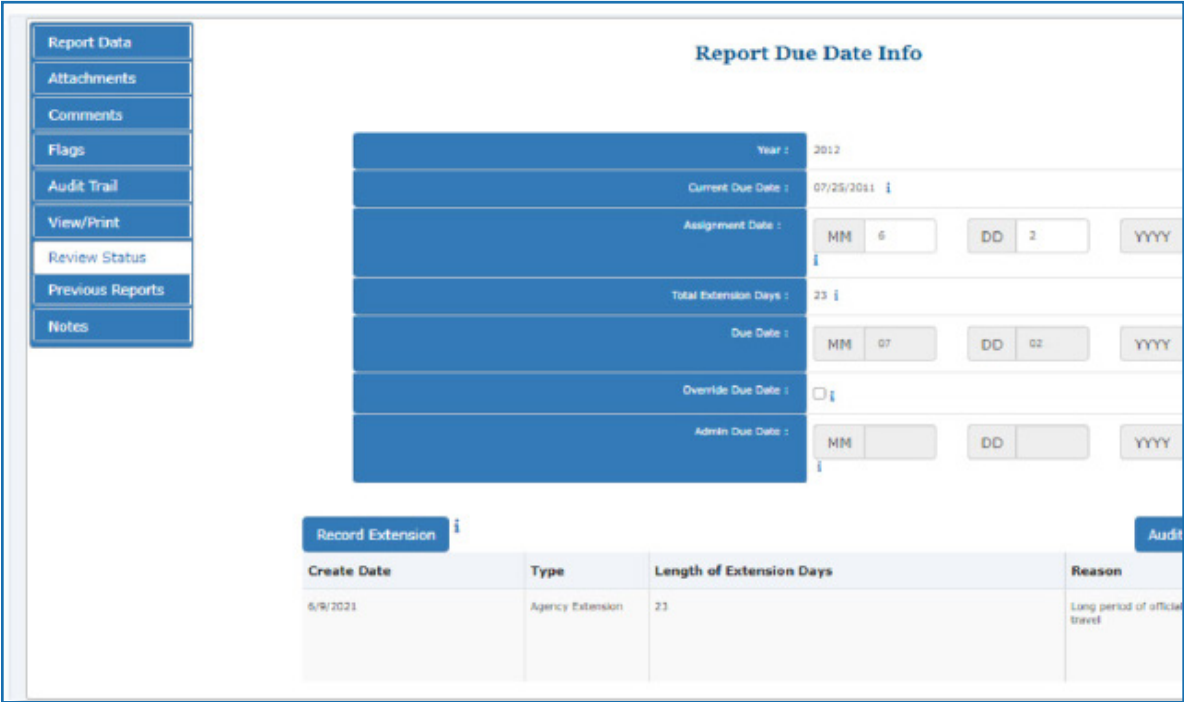 Report Data
Attachments
Comments
Flags
Audit Trail
View/Print
Review Status
Previous Reports
Notes
Report Due Date Info
Year : 2012
Current Due Date : 07/25/2011 i
Assignment Date : MM 6 DD 2 YYYY
i
Total Extension Days : 23 i
Due Date : MM 07 DD 02 YYYY
Override Due Date : i
Admin Due Date : MM DD YYYY
i
Record Extension i Audit
Create Date Type Length of Extension Days Reason
6/9/2021 Agency Extension 23 Long period of official
travel